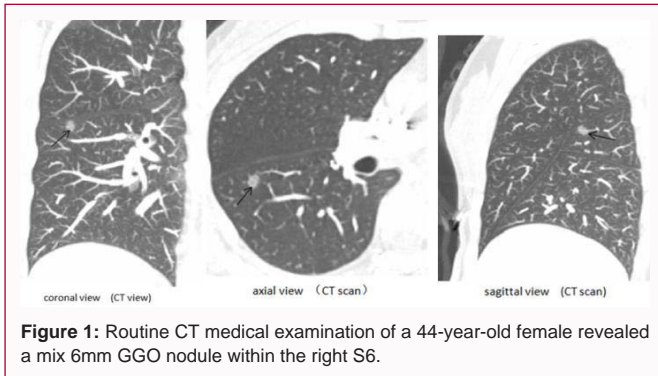 coronal view (CT view)
axial view （CT scan）
sagittal view (CT scan)
Figure 1: Routine CT medical examination of a 44-year-old female revealed
a mix 6mm GGO nodule within the right S6.